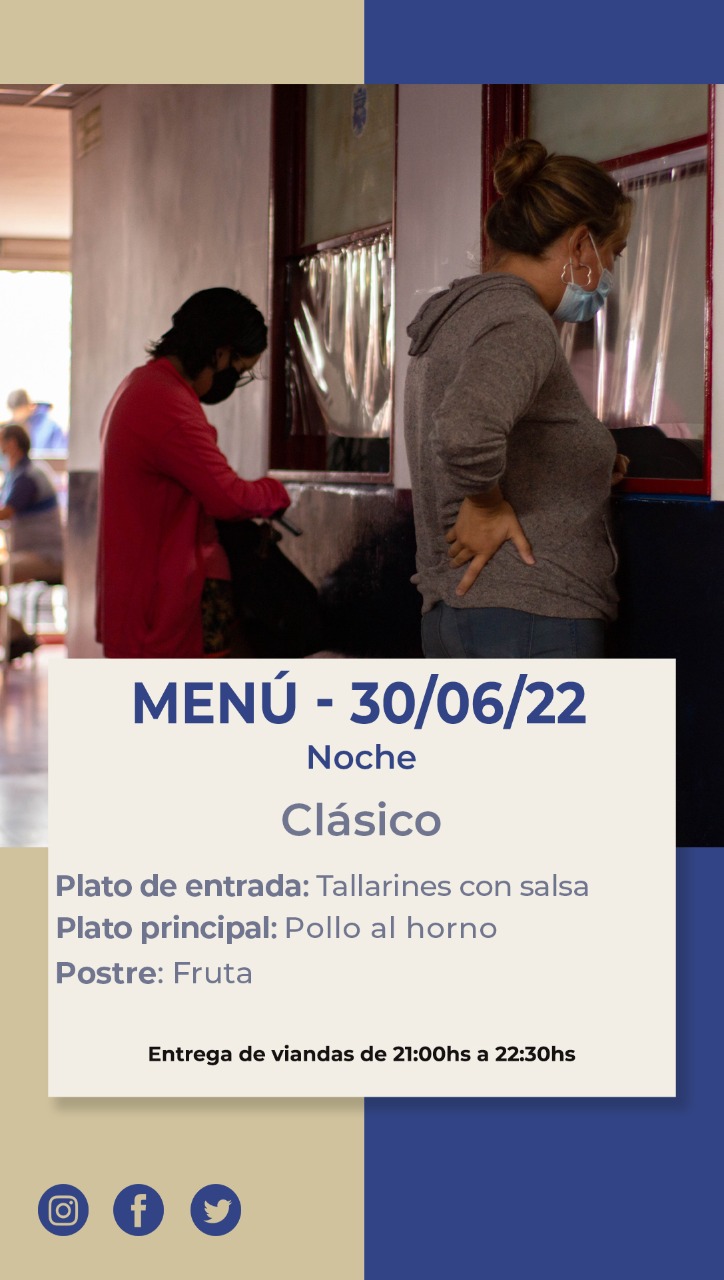 MENÚ - 30/06/22
Noche
Clásico
Plato de entrada: Tallarines con salsa
Plato principal: Pollo al horno
Postre: Fruta
Entrega de viandas de 21:00hs a 22:30hs